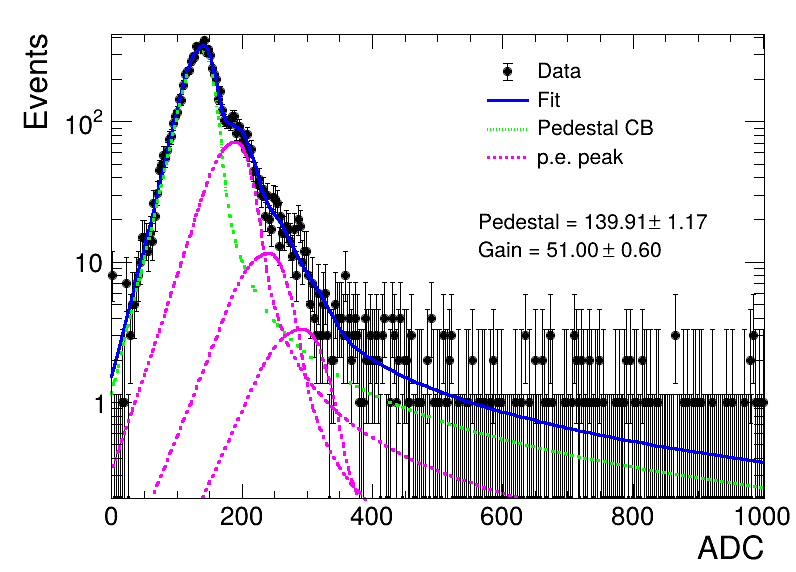 Events
10²
10
1
Data
Fit
Pedestal CB
p.e. peak
Pedestal = 139.91± 1.17
Gain = 51.00 ± 0.60
0 200 400 600 800 1000
ADC